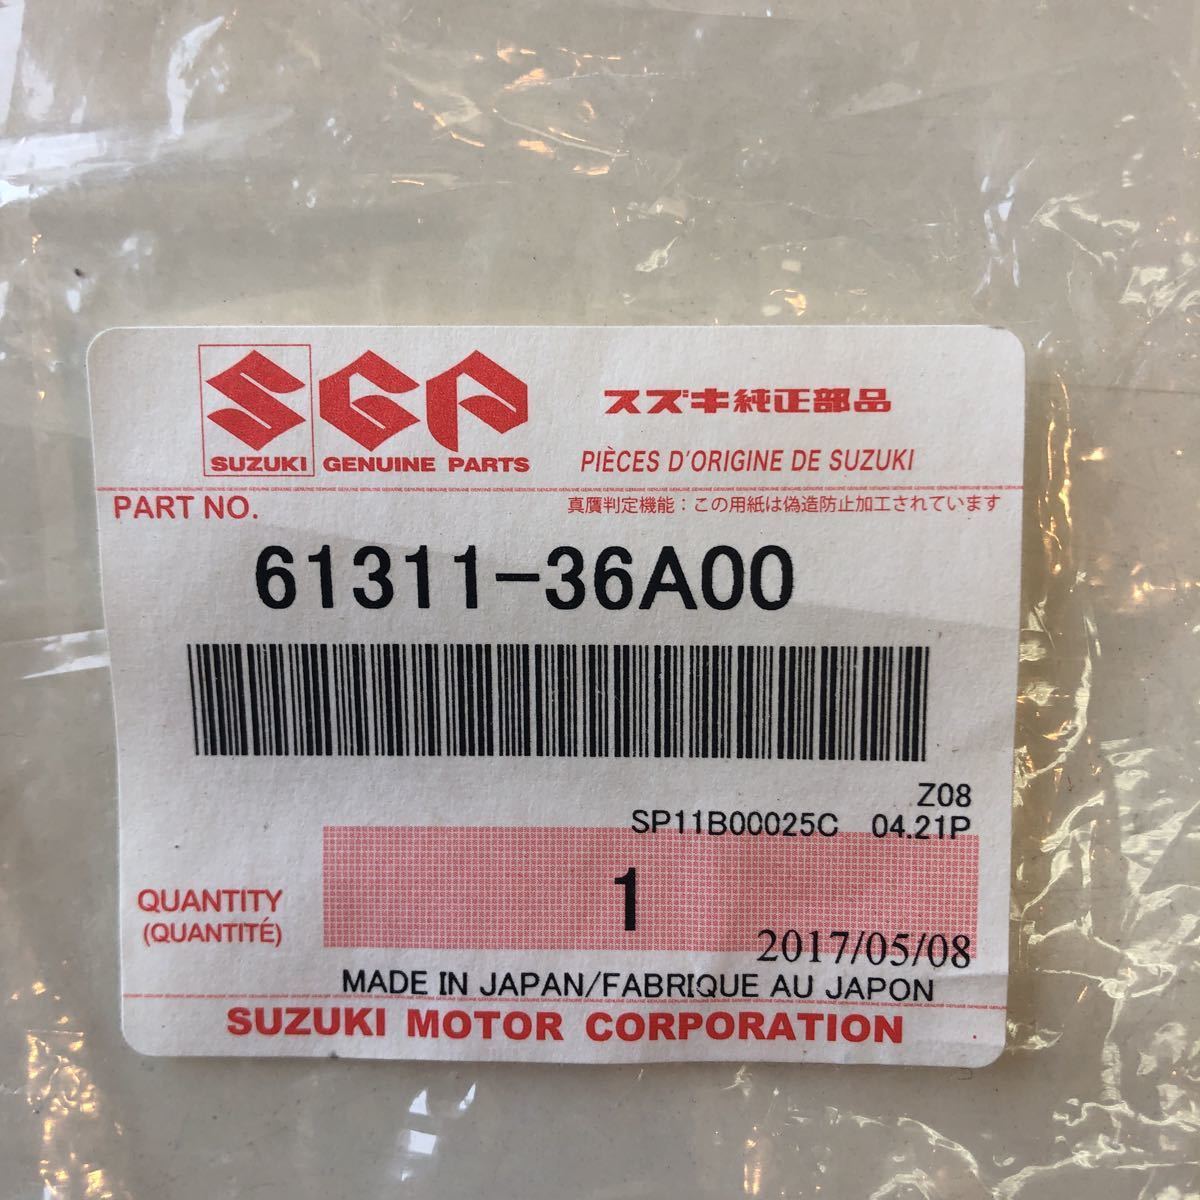 SGP
スズキ純正部品
SUZUKI GENUINE PARTS
PIÈCES D'ORIGINE DE SUZUKI
PART NO.
真贋判定機能：この用紙は偽造防止加工されています
61311-36A00
Z08
SP11B00025C 04.21P
QUANTITY
(QUANTITÉ)
1
2017/05/08
MADE IN JAPAN/FABRIQUE AU JAPON
SUZUKI MOTOR CORPORATION